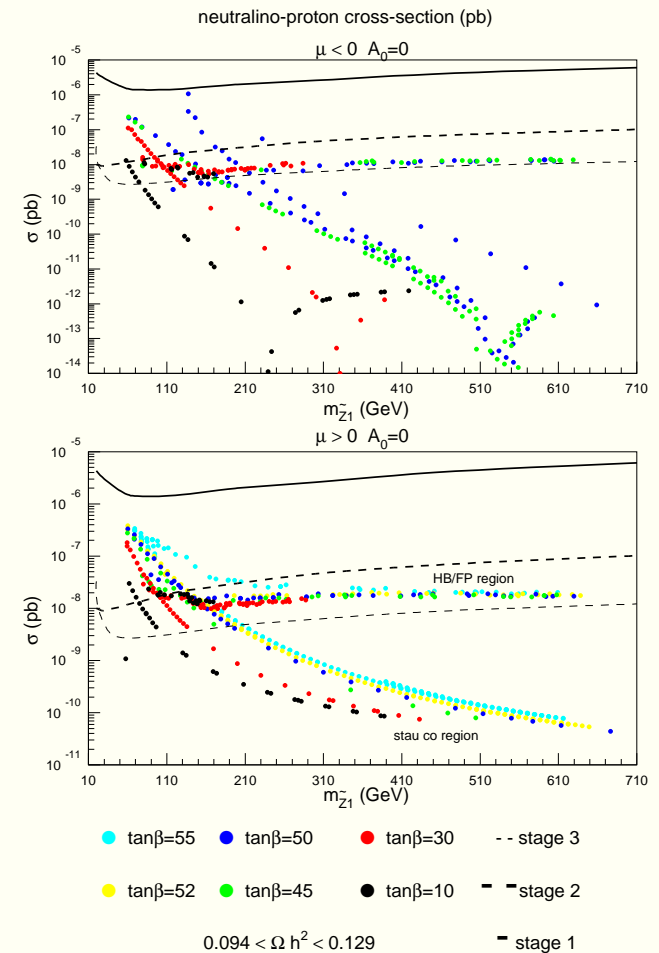 neutralino-proton cross-section (pb)
μ < 0 A0=0
σ (pb)
10 -5
10 -6
10 -7
10 -8
10 -9
10 -10
10 -11
10 -12
10 -13
10 -14
10 110 210 310 410 510 610 710
mZ̃1 (GeV)
μ > 0 A0=0
σ (pb)
10 -5
10 -6
10 -7
10 -8
10 -9
10 -10
10 -11
HB/FP region
stau co region
10 110 210 310 410 510 610 710
mZ̃1 (GeV)
tanβ=55 tanβ=50 tanβ=30 stage 3
tanβ=52 tanβ=45 tanβ=10 stage 2
0.094 < Ω h² < 0.129 stage 1